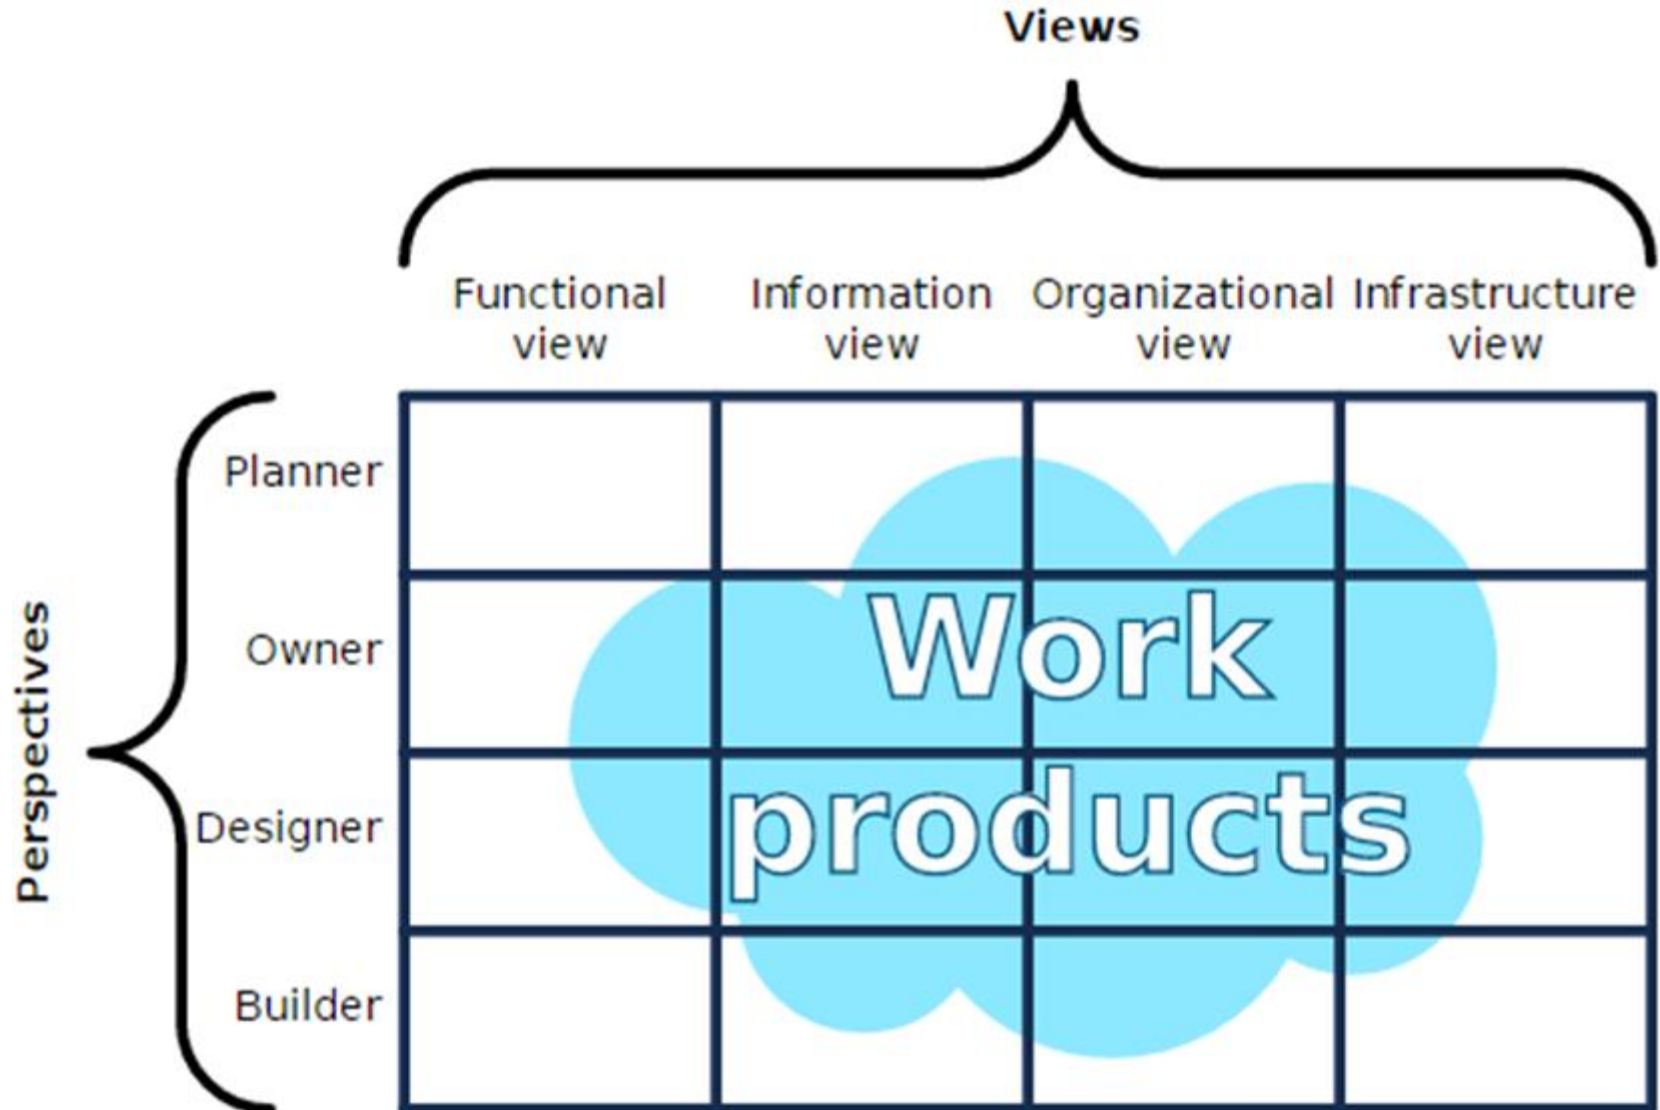 Views
Functional Information Organizational Infrastructure
view view view view
Perspectives
Planner
Owner
Designer
Builder
Work
products